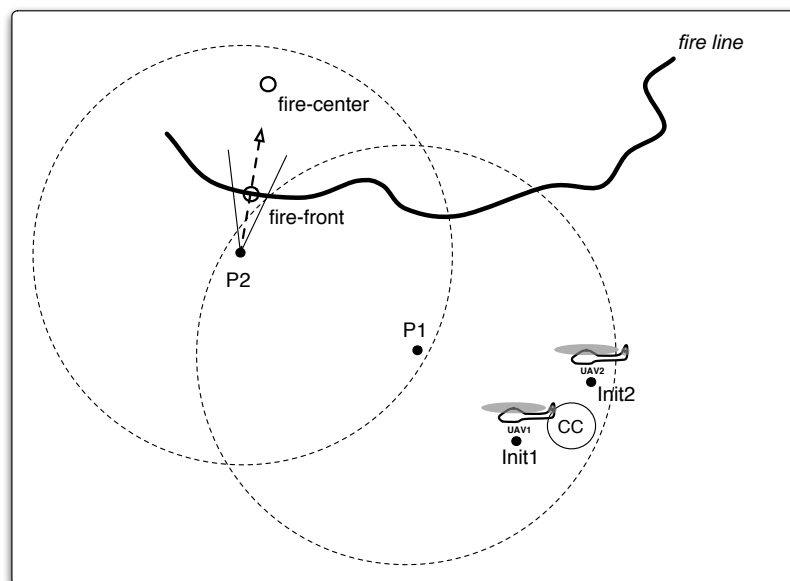 fire line
fire-center
fire-front
P2
P1
UAV2
Init2
UAV1
CC
Init1